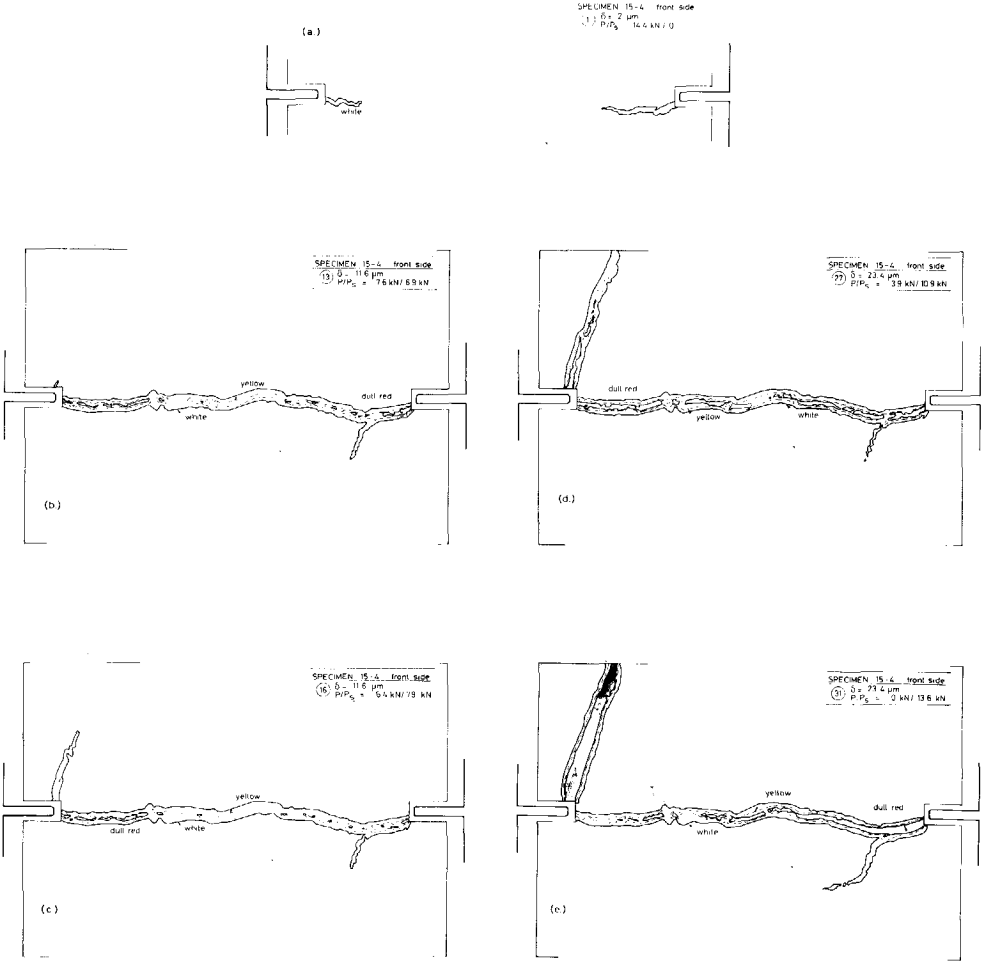 (a.)
SPECIMEN 15-4 front side
(1) δ = 2 μm
P/Ps 14.4 kN/0
white
SPECIMEN 15-4 front side
(13) δ = 11.6 μm
P/Ps = 7.6 kN/6.9 kN
yellow
dull red
white
(b.)
SPECIMEN 15-4 front side
(27) δ = 23.4 μm
P/Ps = 3.9 kN/10.9 kN
dull red
yellow
white
(d.)
SPECIMEN 15-4 front side
(16) δ = 11.6 μm
P/Ps = 6.4 kN/7.9 kN
yellow
dull red
white
(c.)
SPECIMEN 15-4 front side
(31) δ = 23.4 μm
P/Ps = 0 kN/13.6 kN
yellow
dull red
white
(e.)